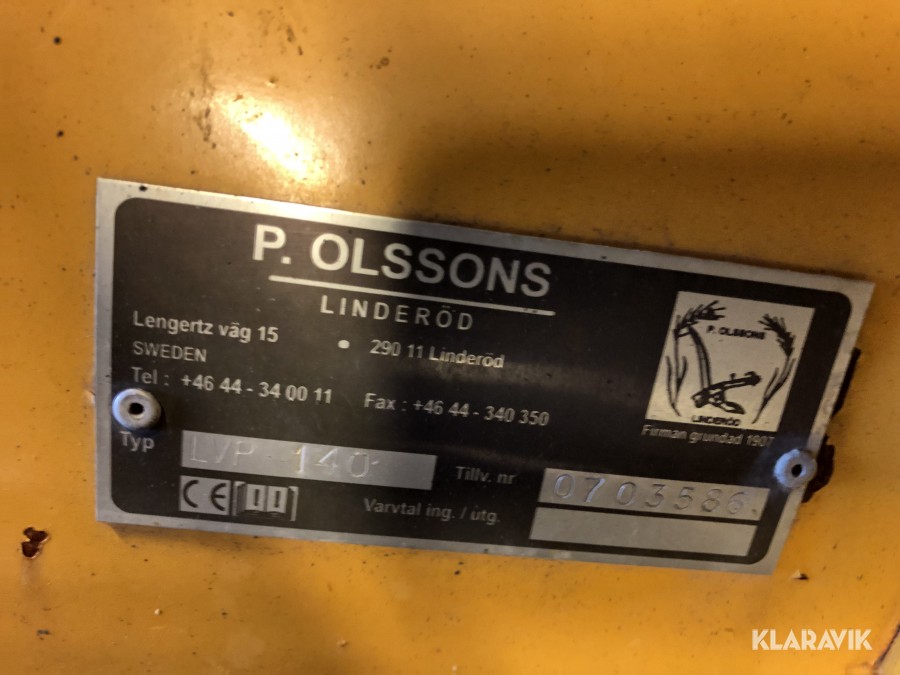 P. OLSSONS
LINDERÖD
Lengertz väg 15 • 290 11 Linderöd
SWEDEN
Tel : +46 44 - 34 00 11 Fax : +46 44 - 340 350
P. OLSSONS
LINDERÖD
Firman grundad 1907
Typ LVP 140 Tillv. nr 0703586
CE Varvtal ing. / utg.
KLARAVIK